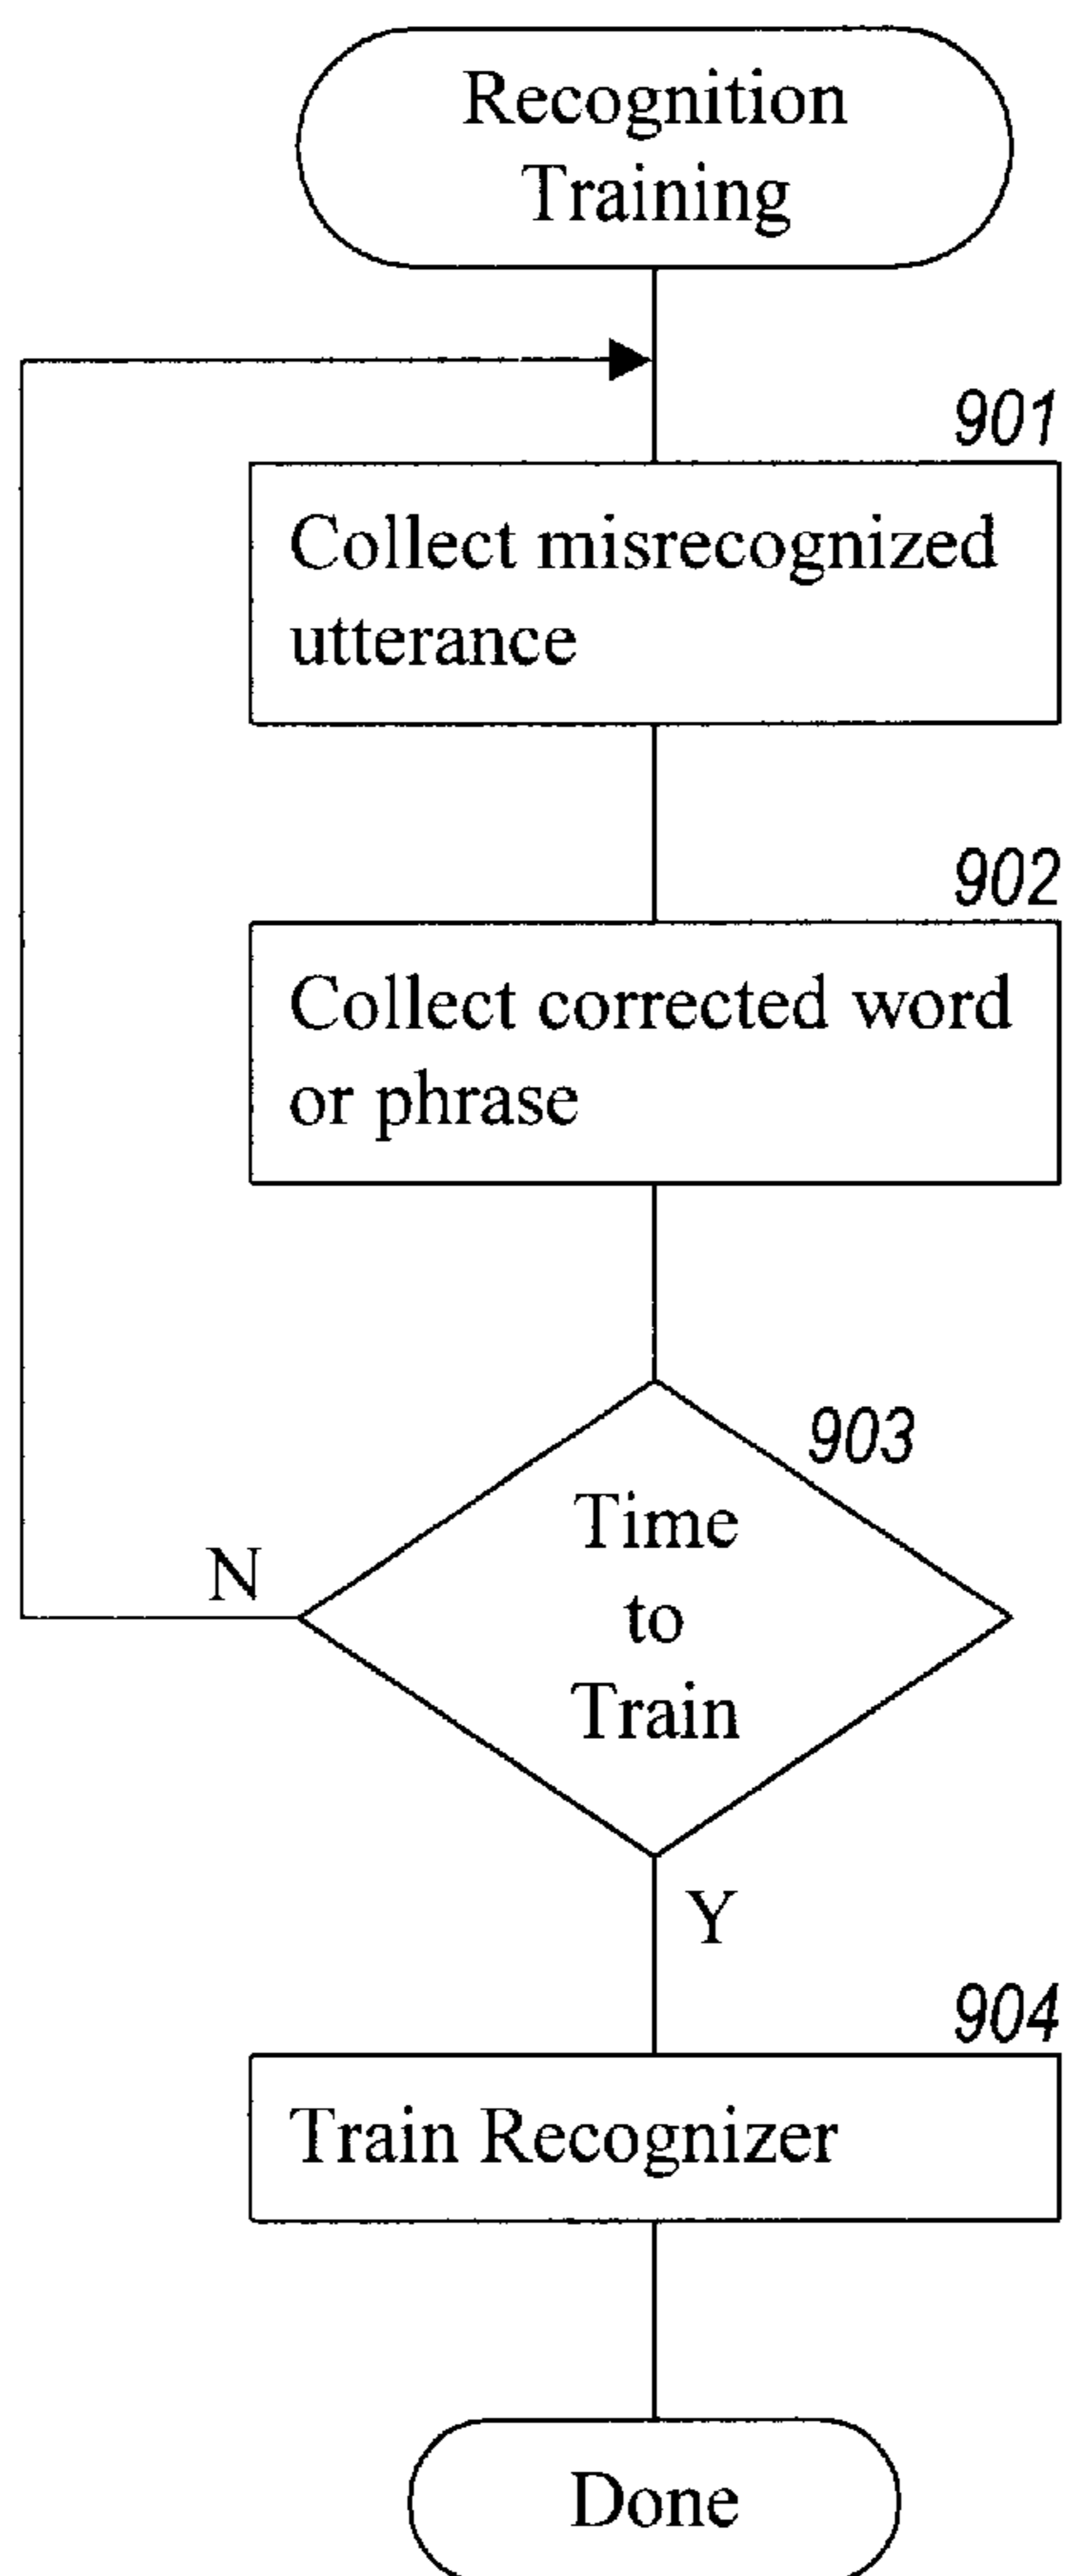 Recognition
Training
901
Collect misrecognized
utterance
902
Collect corrected word
or phrase
903
Time
to
Train
N
Y
904
Train Recognizer
Done